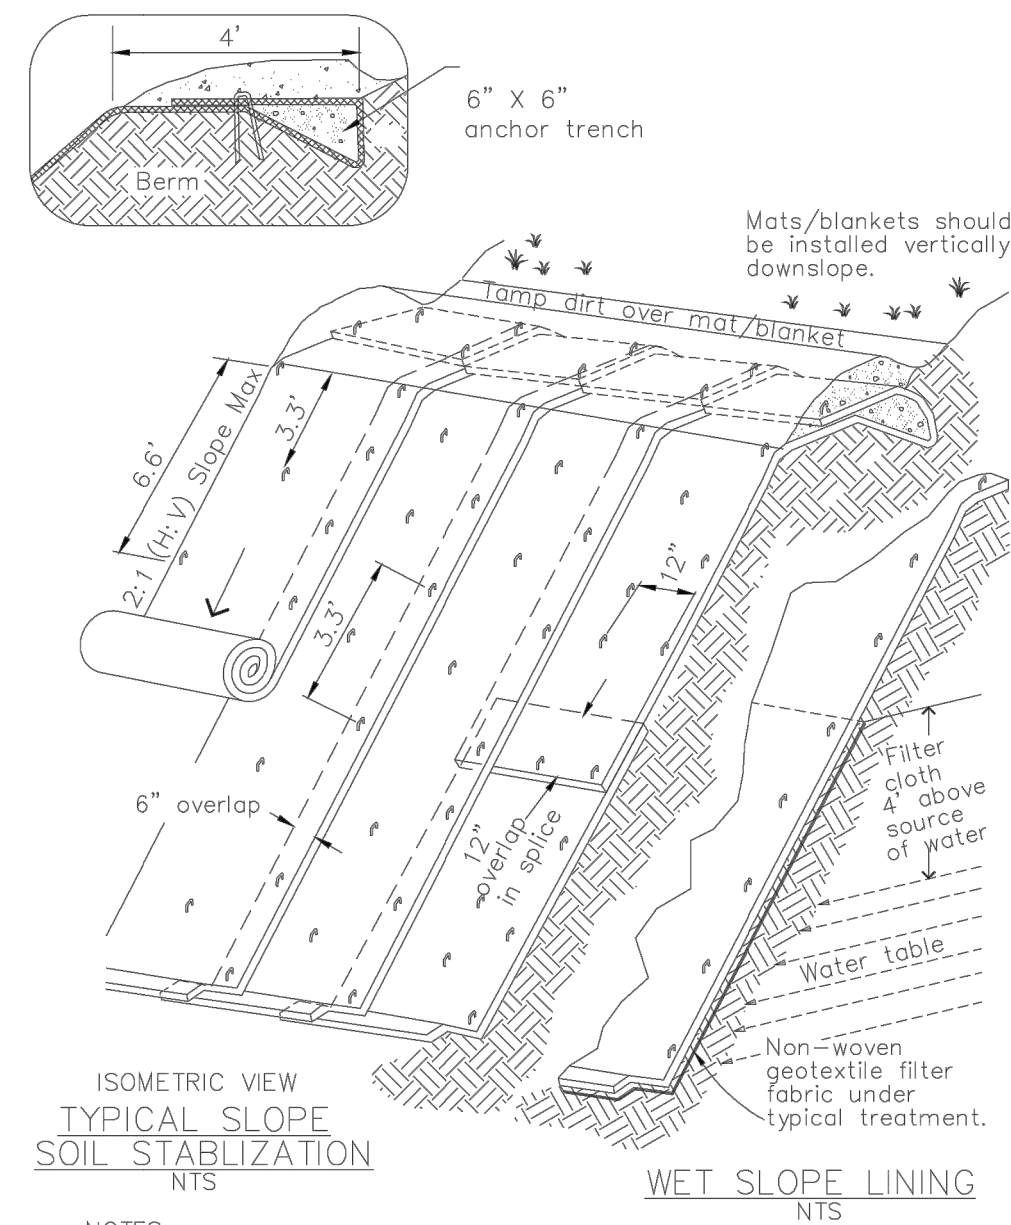 4'
6" X 6"
anchor trench
Berm
Mats/blankets should
be installed vertically
downslope.
Tamp dirt over mat/blanket
6.6'
3.3'
2:1 (H:V) Slope Max
12"
3.3'
6" overlap
12"
overlap
in splice
Filter
cloth
4' above
source
of water
Water table
Non-woven
geotextile filter
fabric under
typical treatment.
ISOMETRIC VIEW
TYPICAL SLOPE
SOIL STABLIZATION
NTS
WET SLOPE LINING
NTS
NOTES